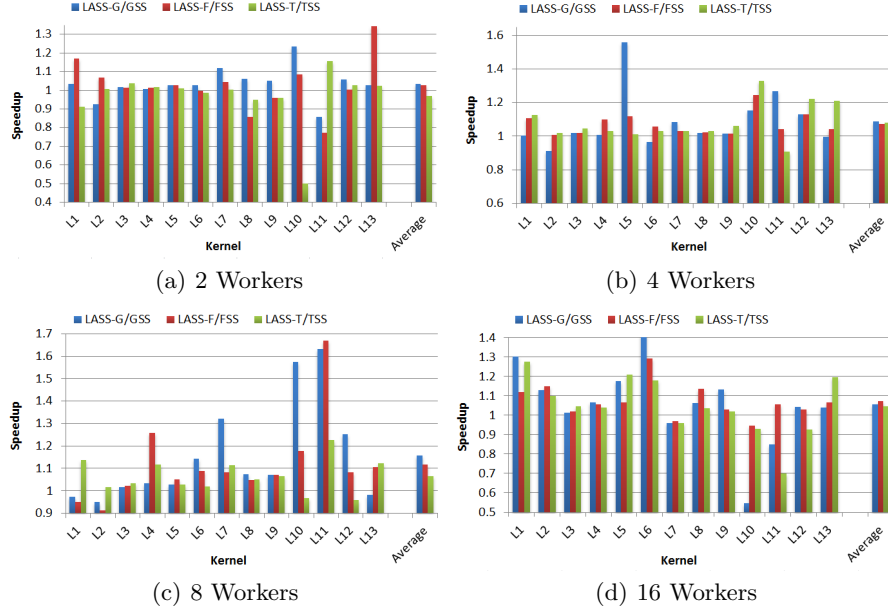 LASS-G/GSS LASS-F/FSS LASS-T/TSS
1.3
1.2
1.1
1
0.9
0.8
0.7
0.6
0.5
0.4
Speedup
L1 L2 L3 L4 L5 L6 L7 L8 L9 L10 L11 L12 L13 Average
Kernel
(a) 2 Workers
LASS-G/GSS LASS-F/FSS LASS-T/TSS
1.6
1.4
1.2
1
0.8
0.6
Speedup
L1 L2 L3 L4 L5 L6 L7 L8 L9 L10 L11 L12 L13 Average
Kernel
(b) 4 Workers
LASS-G/GSS LASS-F/FSS LASS-T/TSS
1.7
1.6
1.5
1.4
1.3
1.2
1.1
1
0.9
Speedup
L1 L2 L3 L4 L5 L6 L7 L8 L9 L10 L11 L12 L13 Average
Kernel
(c) 8 Workers
LASS-G/GSS LASS-F/FSS LASS-T/TSS
1.4
1.3
1.2
1.1
1
0.9
0.8
0.7
0.6
0.5
Speedup
L1 L2 L3 L4 L5 L6 L7 L8 L9 L10 L11 L12 L13 Average
Kernel
(d) 16 Workers